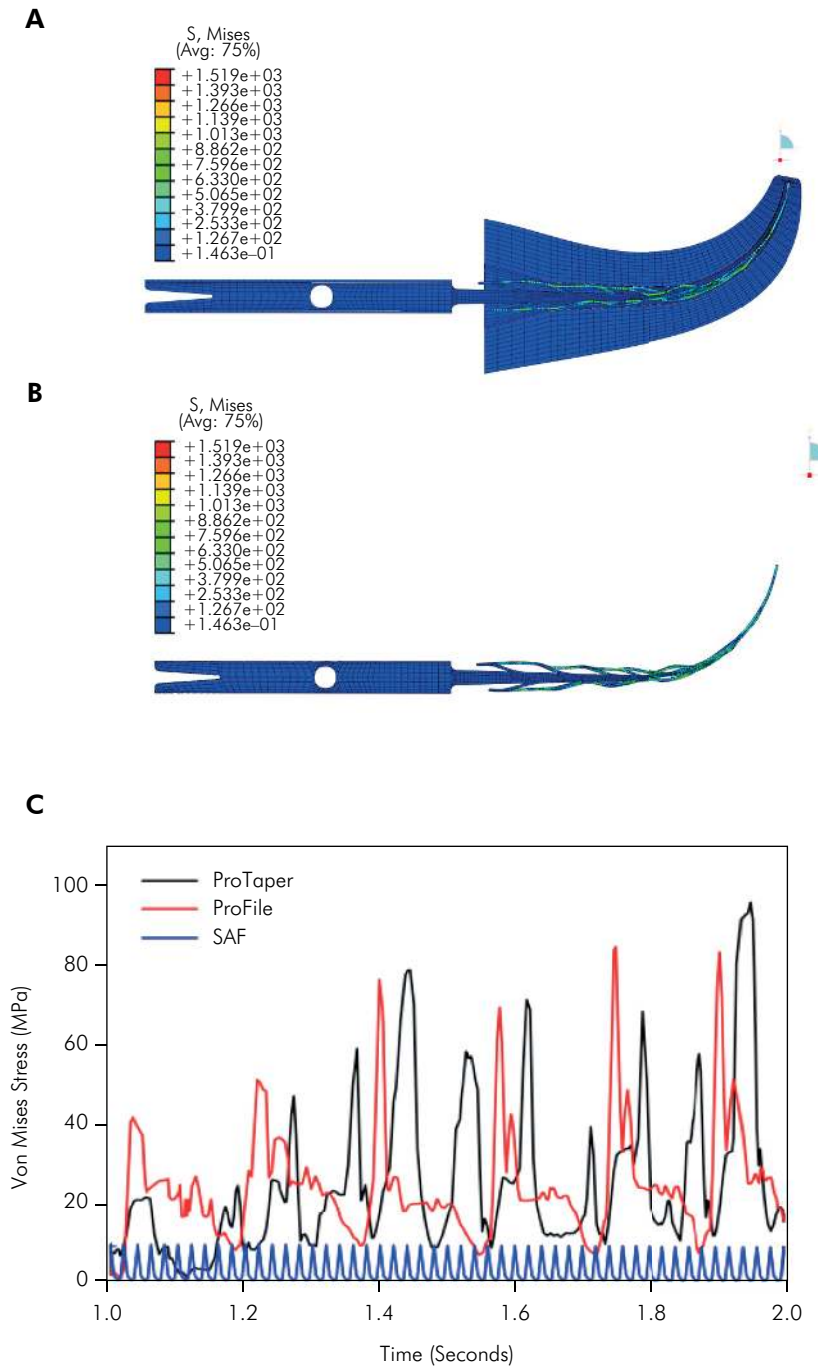 A
S, Mises
(Avg: 75%)
+1.519e+03
+1.393e+03
+1.266e+03
+1.139e+03
+1.013e+03
+8.862e+02
+7.596e+02
+6.330e+02
+5.065e+02
+3.799e+02
+2.533e+02
+1.267e+02
+1.463e–01
B
S, Mises
(Avg: 75%)
+1.519e+03
+1.393e+03
+1.266e+03
+1.139e+03
+1.013e+03
+8.862e+02
+7.596e+02
+6.330e+02
+5.065e+02
+3.799e+02
+2.533e+02
+1.267e+02
+1.463e–01
C
ProTaper
ProFile
SAF
Von Mises Stress (MPa)
100
80
60
40
20
0
1.0 1.2 1.4 1.6 1.8 2.0
Time (Seconds)